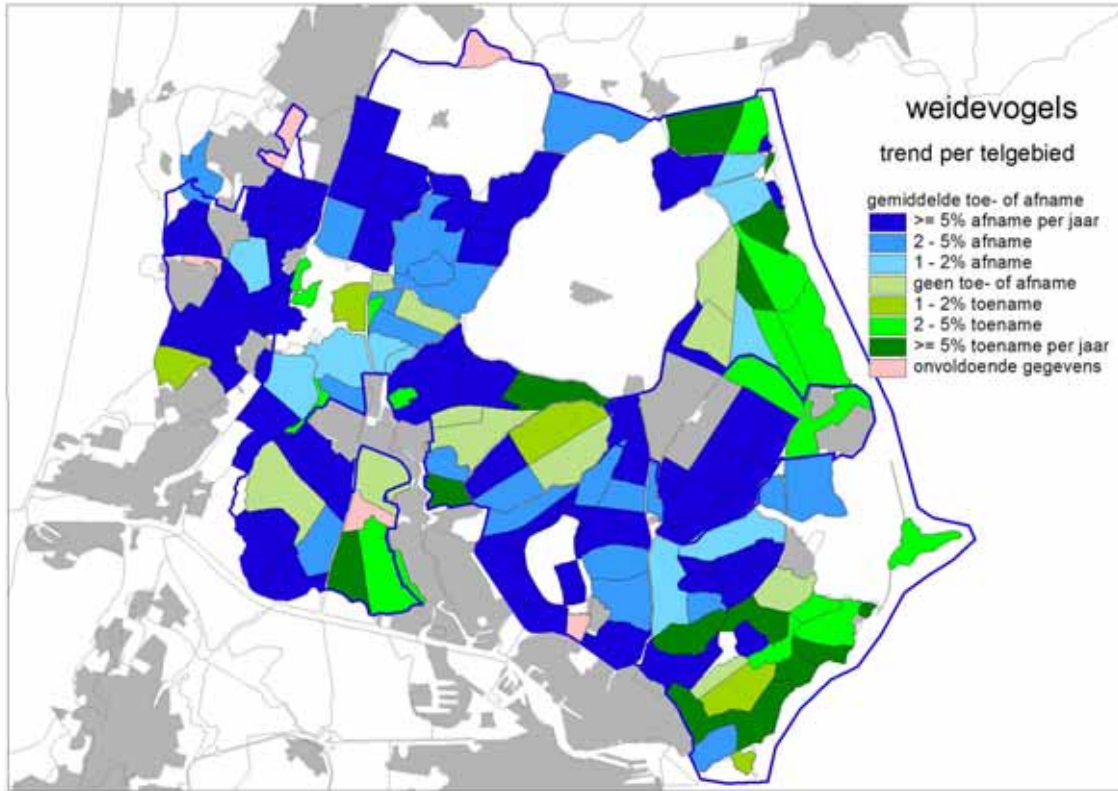 weidevogels
trend per telgebied
gemiddelde toe- of afname
>= 5% afname per jaar
2 - 5% afname
1 - 2% afname
geen toe- of afname
1 - 2% toename
2 - 5% toename
>= 5% toename per jaar
onvoldoende gegevens